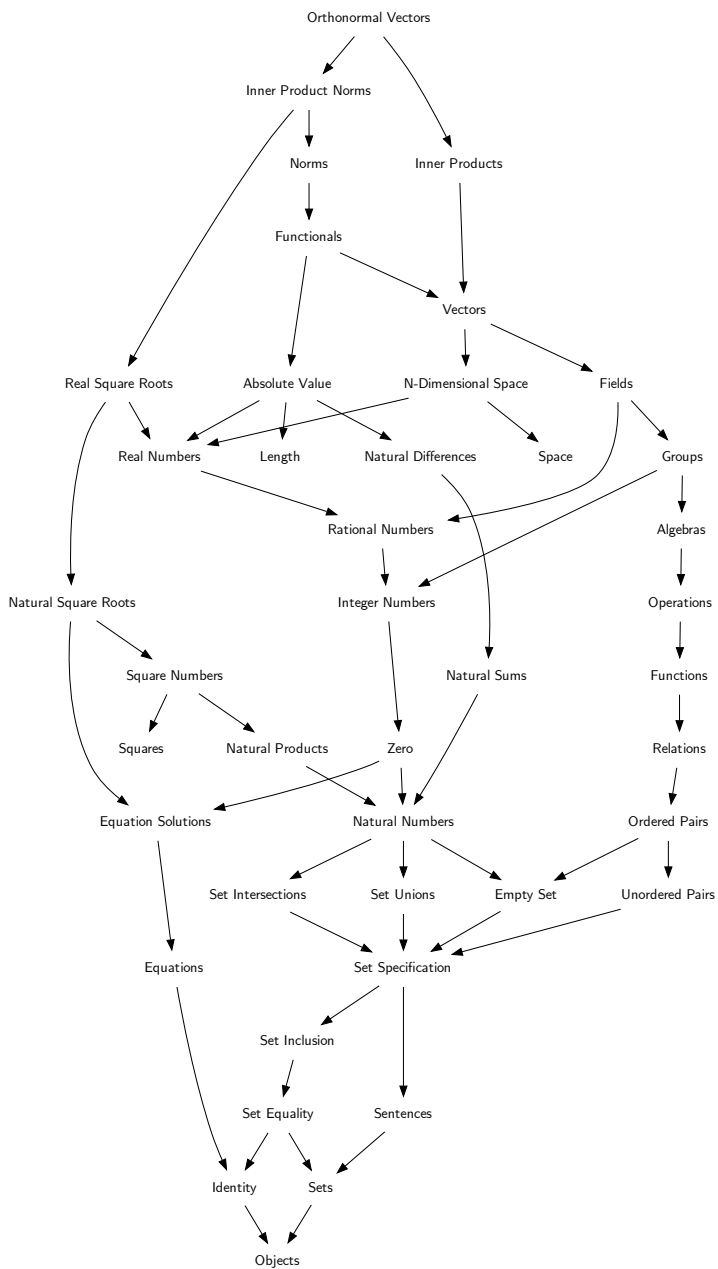 Orthonormal Vectors
Inner Product Norms
Norms
Inner Products
Functionals
Vectors
Real Square Roots
Absolute Value
N-Dimensional Space
Fields
Real Numbers
Length
Natural Differences
Space
Groups
Rational Numbers
Algebras
Natural Square Roots
Integer Numbers
Operations
Square Numbers
Natural Sums
Functions
Squares
Natural Products
Zero
Relations
Equation Solutions
Natural Numbers
Ordered Pairs
Set Intersections
Set Unions
Empty Set
Unordered Pairs
Equations
Set Specification
Set Inclusion
Set Equality
Sentences
Identity
Sets
Objects